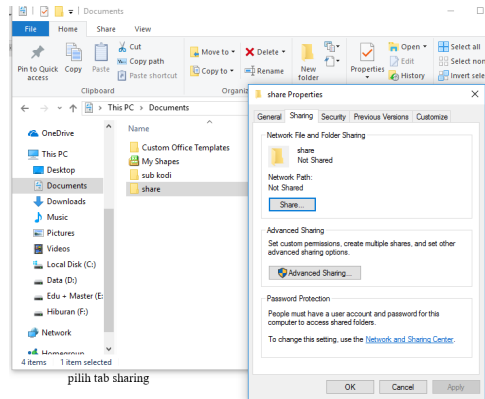 Documents
File Home Share View
Pin to Quick access
Copy
Paste
Cut
Copy path
Paste shortcut
Clipboard
Move to
Copy to
Delete
Rename
New folder
Properties
Open
Edit
History
Select all
Select non
Invert sele
Organi
This PC > Documents
OneDrive
This PC
Desktop
Documents
Downloads
Music
Pictures
Videos
Local Disk (C:)
Data (D:)
Edu + Master (E:
Hiburan (F:)
Network
Homegroup
Name
Custom Office Templates
My Shapes
sub kodi
share
4 items 1 item selected
share Properties
General Sharing Security Previous Versions Customize
Network File and Folder Sharing
share
Not Shared
Network Path:
Not Shared
Share...
Advanced Sharing
Set custom permissions, create multiple shares, and set other
advanced sharing options.
Advanced Sharing...
Password Protection
People must have a user account and password for this
computer to access shared folders.
To change this setting, use the Network and Sharing Center.
OK Cancel Apply
pilih tab sharing